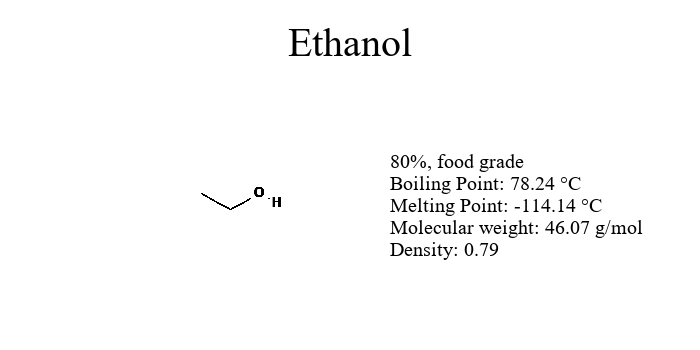 Ethanol
O
H
80%, food grade
Boiling Point: 78.24 °C
Melting Point: -114.14 °C
Molecular weight: 46.07 g/mol
Density: 0.79